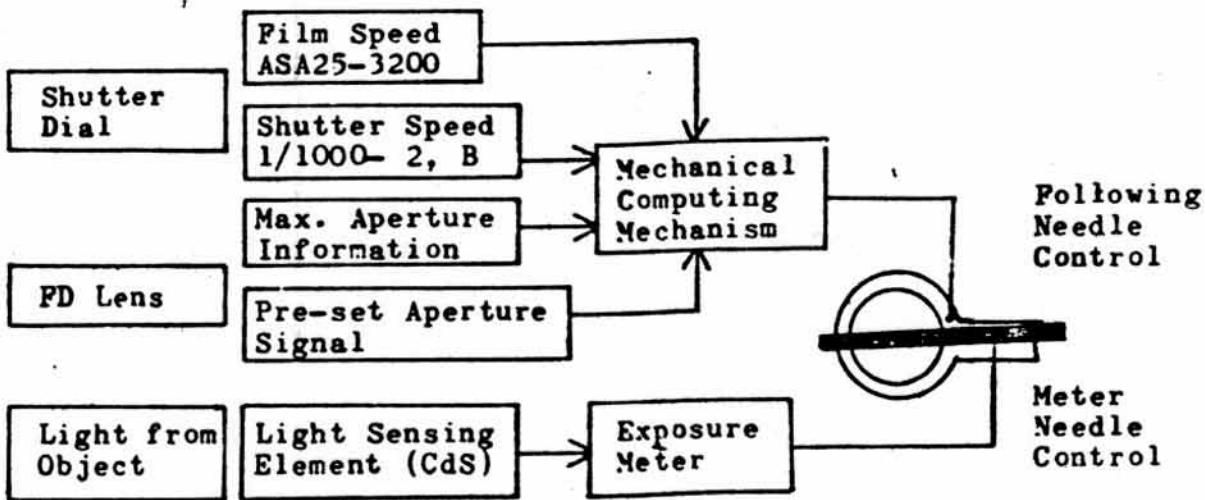 Film Speed
ASA25-3200
Shutter
Dial
Shutter Speed
1/1000- 2, B
Mechanical
Computing
Mechanism
Max. Aperture
Information
FD Lens
Pre-set Aperture
Signal
Following
Needle
Control
Light from
Object
Light Sensing
Element (CdS)
Exposure
Meter
Meter
Needle
Control